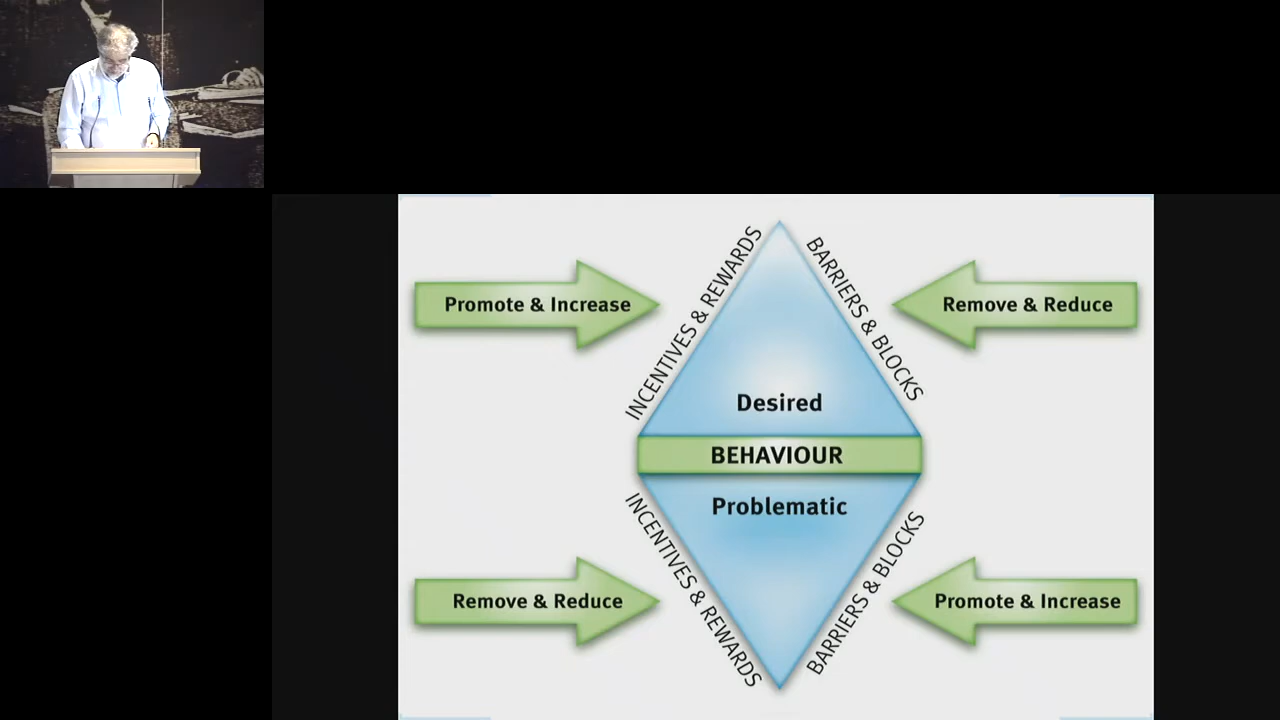 INCENTIVES & REWARDS
BARRIERS & BLOCKS
Promote & Increase
Remove & Reduce
Desired
BEHAVIOUR
Problematic
INCENTIVES & REWARDS
BARRIERS & BLOCKS
Remove & Reduce
Promote & Increase